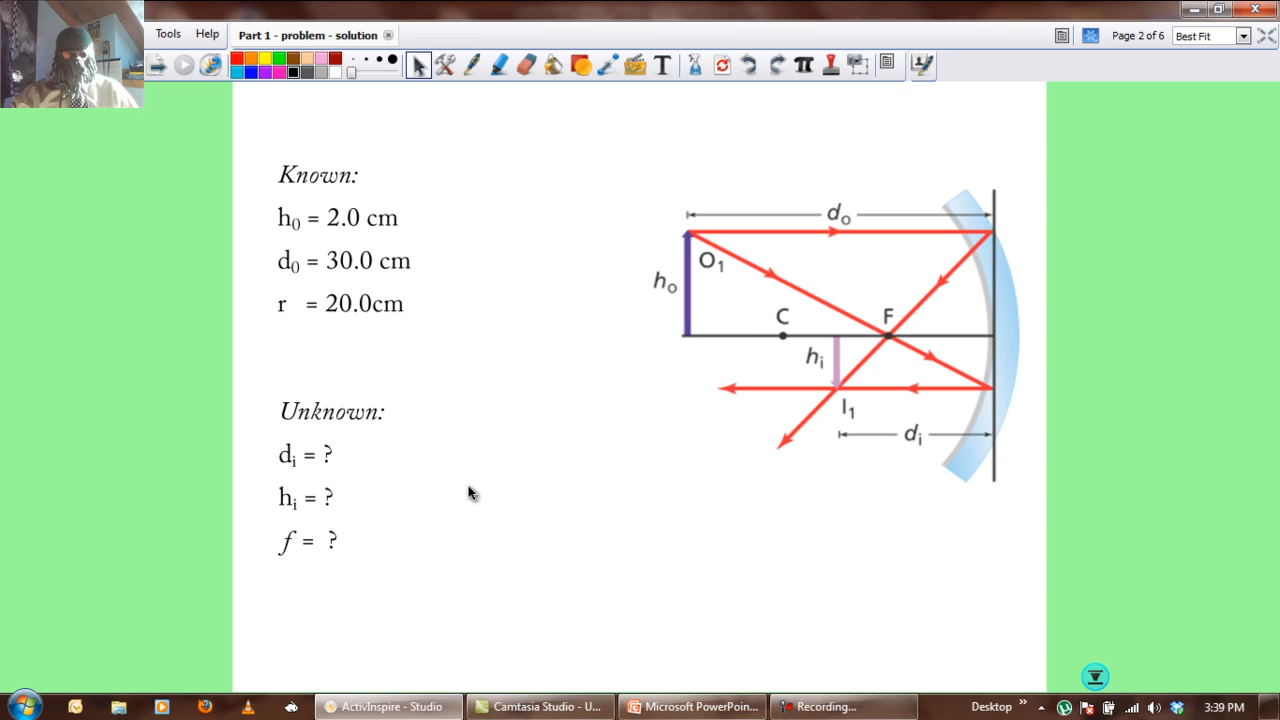 Tools Help Part 1 - problem - solution Page 2 of 6 Best Fit
Known:
h₀ = 2.0 cm
d₀ = 30.0 cm
r = 20.0cm
Unknown:
dᵢ = ?
hᵢ = ?
f = ?
dₒ
O₁
hₒ
C
F
hᵢ
I₁
dᵢ
ActivInspire - Studio Camtasia Studio - U... Microsoft PowerPoin... Recording... Desktop » 3:39 PM